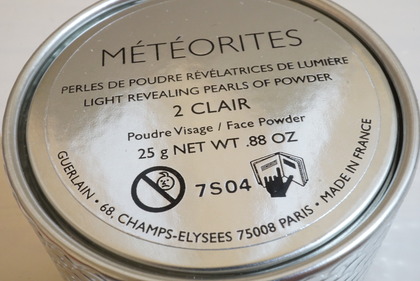 MÉTÉORITES
PERLES DE POUDRE RÉVÉLATRICES DE LUMIÈRE
LIGHT REVEALING PEARLS OF POWDER
2 CLAIR
Poudre Visage / Face Powder
25 g NET WT .88 OZ
7S04
GUERLAIN • 68, CHAMPS-ELYSEES 75008 PARIS • MADE IN FRANCE